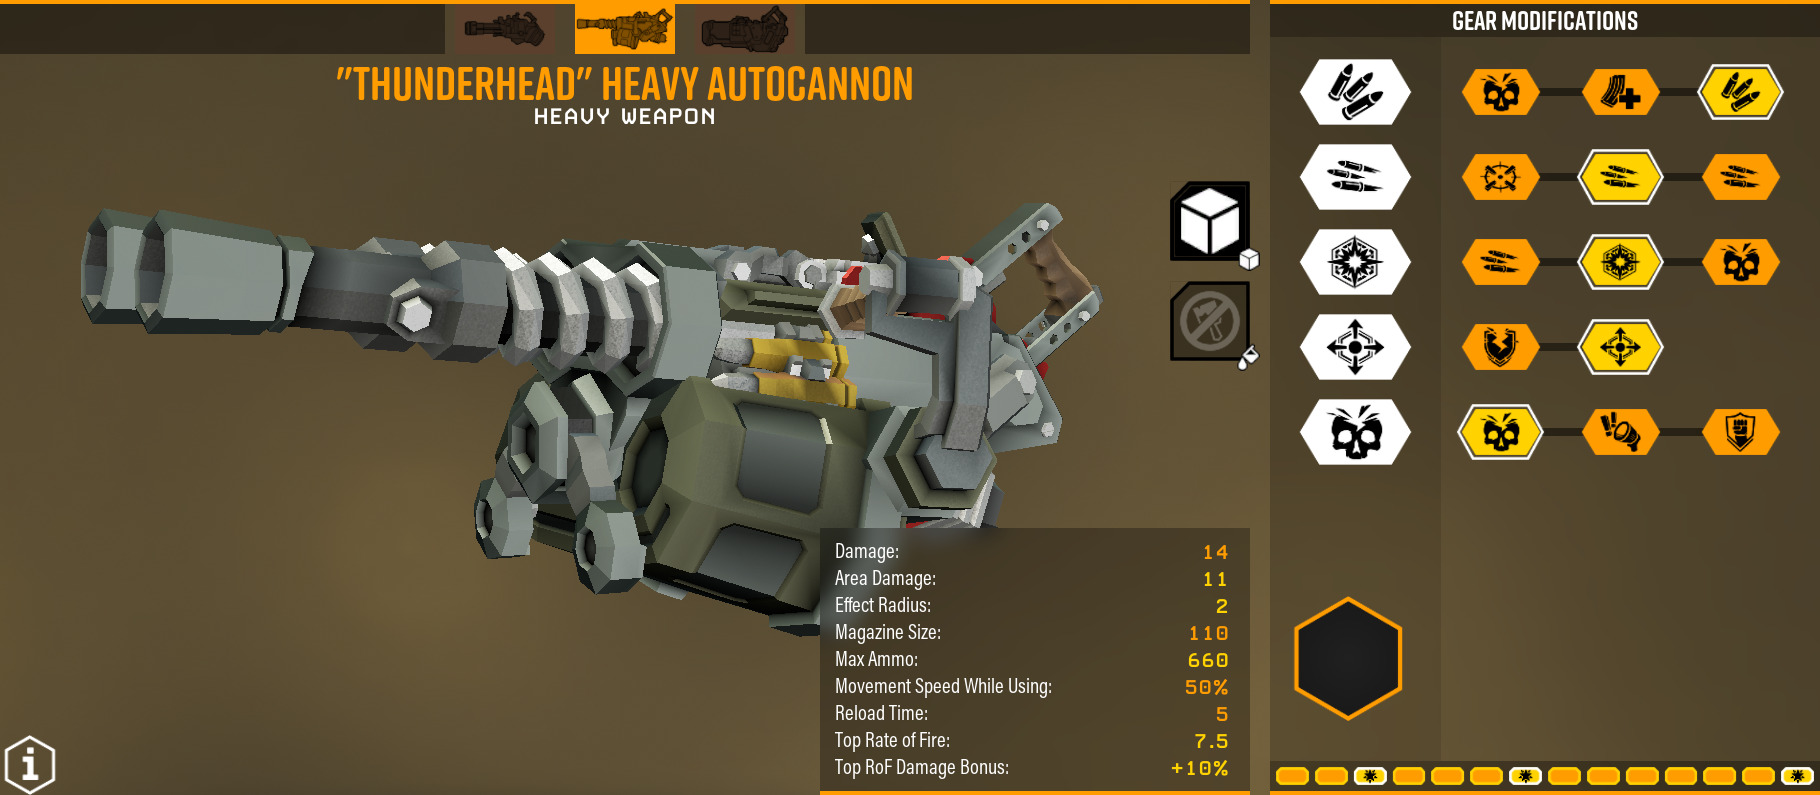 GEAR MODIFICATIONS
"THUNDERHEAD" HEAVY AUTOCANNON
HEAVY WEAPON
Damage: 14
Area Damage: 11
Effect Radius: 2
Magazine Size: 110
Max Ammo: 660
Movement Speed While Using: 50%
Reload Time: 5
Top Rate of Fire: 7.5
Top RoF Damage Bonus: +10%
i